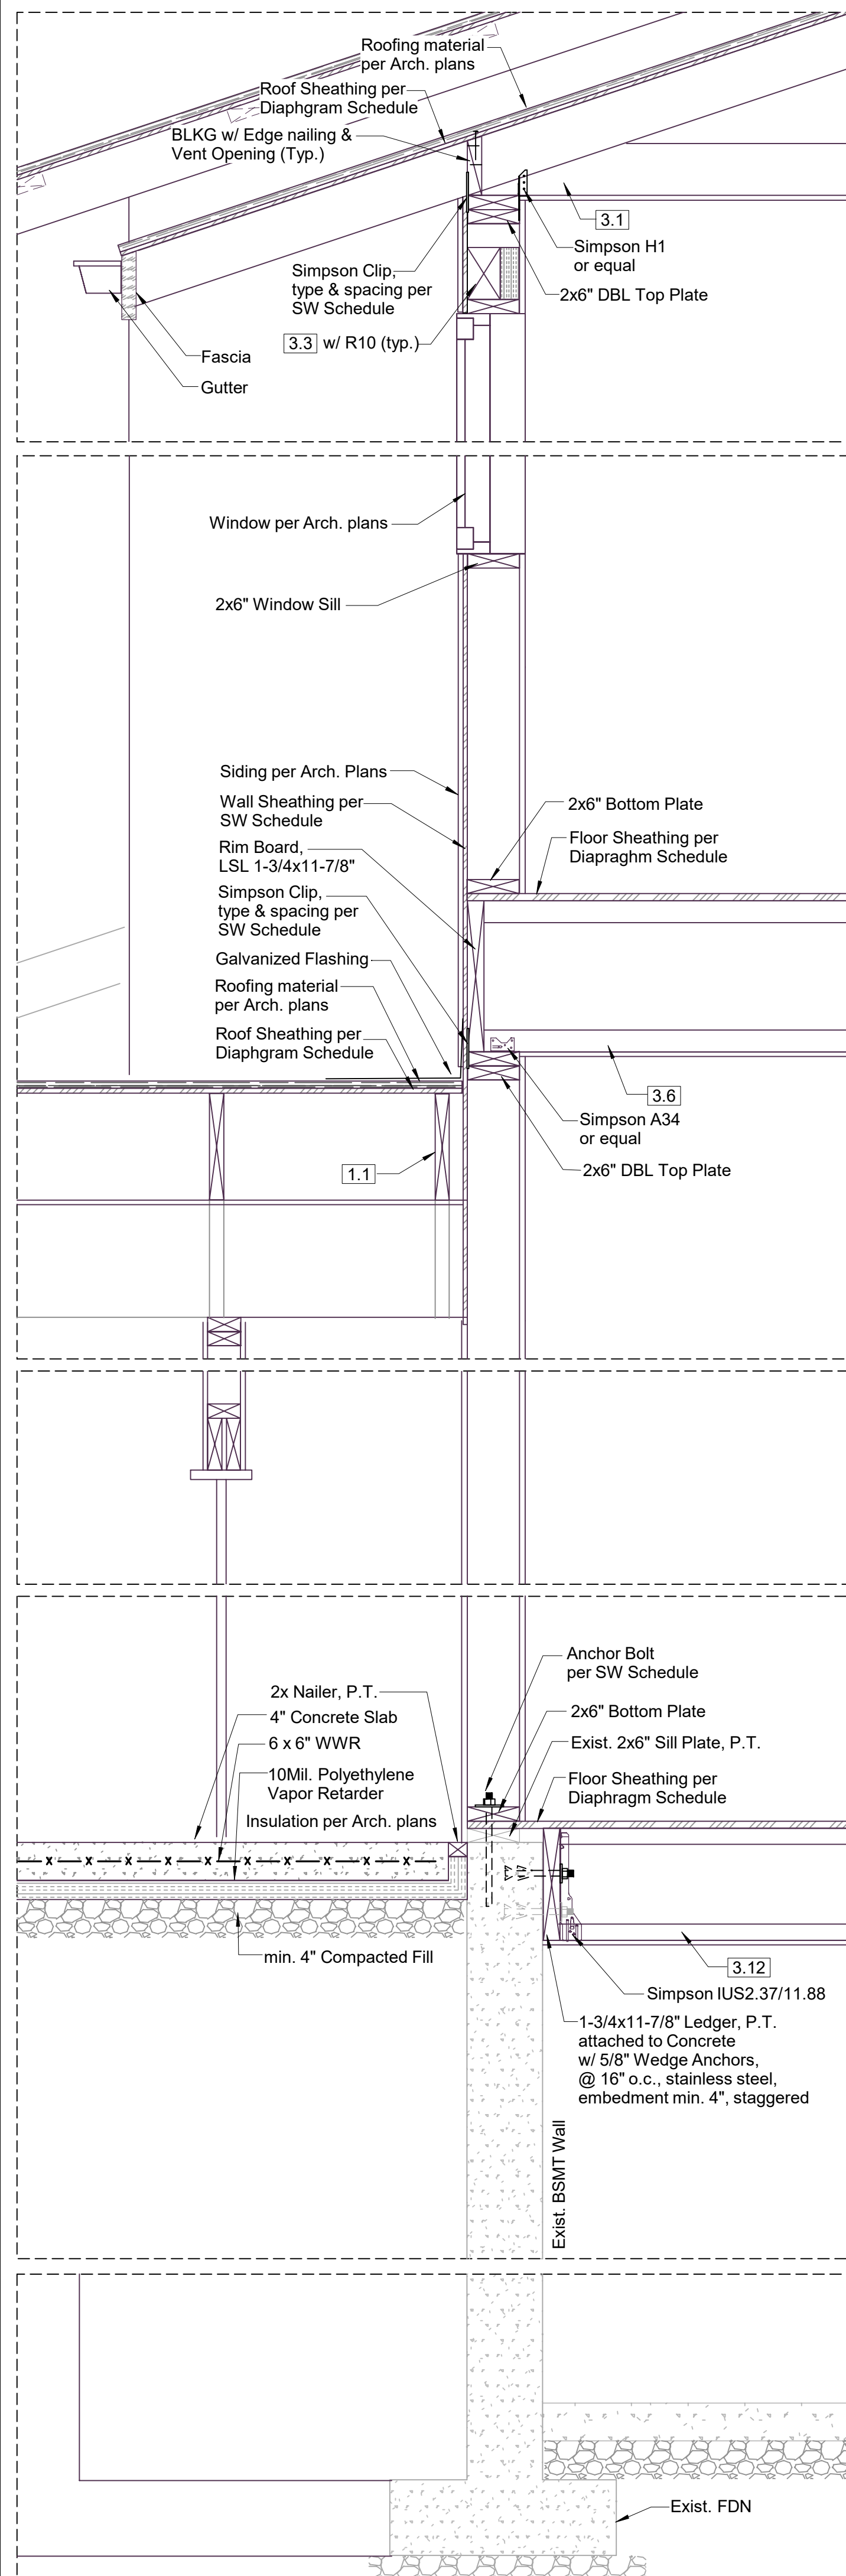 Roofing material
per Arch. plans
Roof Sheathing per
Diaphgram Schedule
BLKG w/ Edge nailing &
Vent Opening (Typ.)
3.1
Simpson H1
or equal
Simpson Clip,
type & spacing per
SW Schedule
2x6" DBL Top Plate
3.3 w/ R10 (typ.)
Fascia
Gutter
Window per Arch. plans
2x6" Window Sill
Siding per Arch. Plans
Wall Sheathing per
SW Schedule
2x6" Bottom Plate
Floor Sheathing per
Diapraghm Schedule
Rim Board,
LSL 1-3/4x11-7/8"
Simpson Clip,
type & spacing per
SW Schedule
Galvanized Flashing
Roofing material
per Arch. plans
Roof Sheathing per
Diaphgram Schedule
3.6
Simpson A34
or equal
1.1
2x6" DBL Top Plate
Anchor Bolt
per SW Schedule
2x Nailer, P.T.
4" Concrete Slab
2x6" Bottom Plate
6 x 6" WWR
Exist. 2x6" Sill Plate, P.T.
10Mil. Polyethylene
Vapor Retarder
Floor Sheathing per
Diaphragm Schedule
Insulation per Arch. plans
x x x x x x x x x x
min. 4" Compacted Fill
3.12
Simpson IUS2.37/11.88
1-3/4x11-7/8" Ledger, P.T.
attached to Concrete
w/ 5/8" Wedge Anchors,
@ 16" o.c., stainless steel,
embedment min. 4", staggered
Exist. BSMT Wall
Exist. FDN